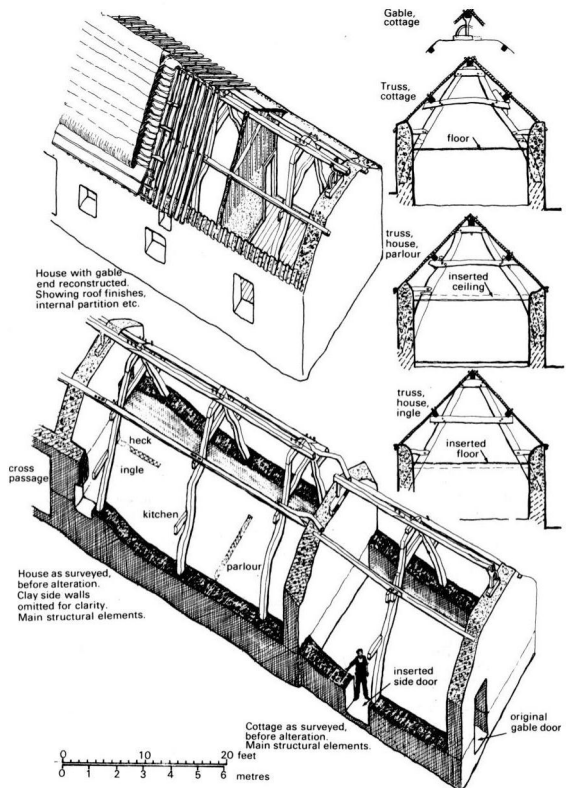 Gable,
cottage
Truss,
cottage
floor
truss,
house,
parlour
inserted
ceiling
truss,
house,
ingle
inserted
floor
House with gable
end reconstructed.
Showing roof finishes,
internal partition etc.
heck
ingle
cross
passage
kitchen
parlour
House as surveyed,
before alteration.
Clay side walls
omitted for clarity.
Main structural elements.
inserted
side door
original
gable door
Cottage as surveyed,
before alteration.
Main structural elements.
0 10 20 feet
0 1 2 3 4 5 6 metres